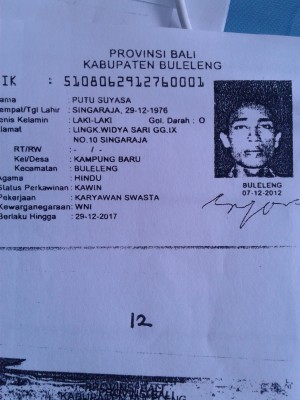 PROVINSI BALI
KABUPATEN BULELENG
IK : 5108062912760001
ama : PUTU SUYASA
empat/Tgl Lahir : SINGARAJA, 29-12-1976
enis Kelamin : LAKI-LAKI Gol. Darah : O
lamat : LINGK.WIDYA SARI GG.IX
NO.10 SINGARAJA
RT/RW : - / -
Kel/Desa : KAMPUNG BARU
Kecamatan : BULELENG
Agama : HINDU
Status Perkawinan : KAWIN
Pekerjaan : KARYAWAN SWASTA
Kewarganegaraan : WNI
Berlaku Hingga : 29-12-2017
BULELENG
07-12-2012
12
PROVINSI BALI